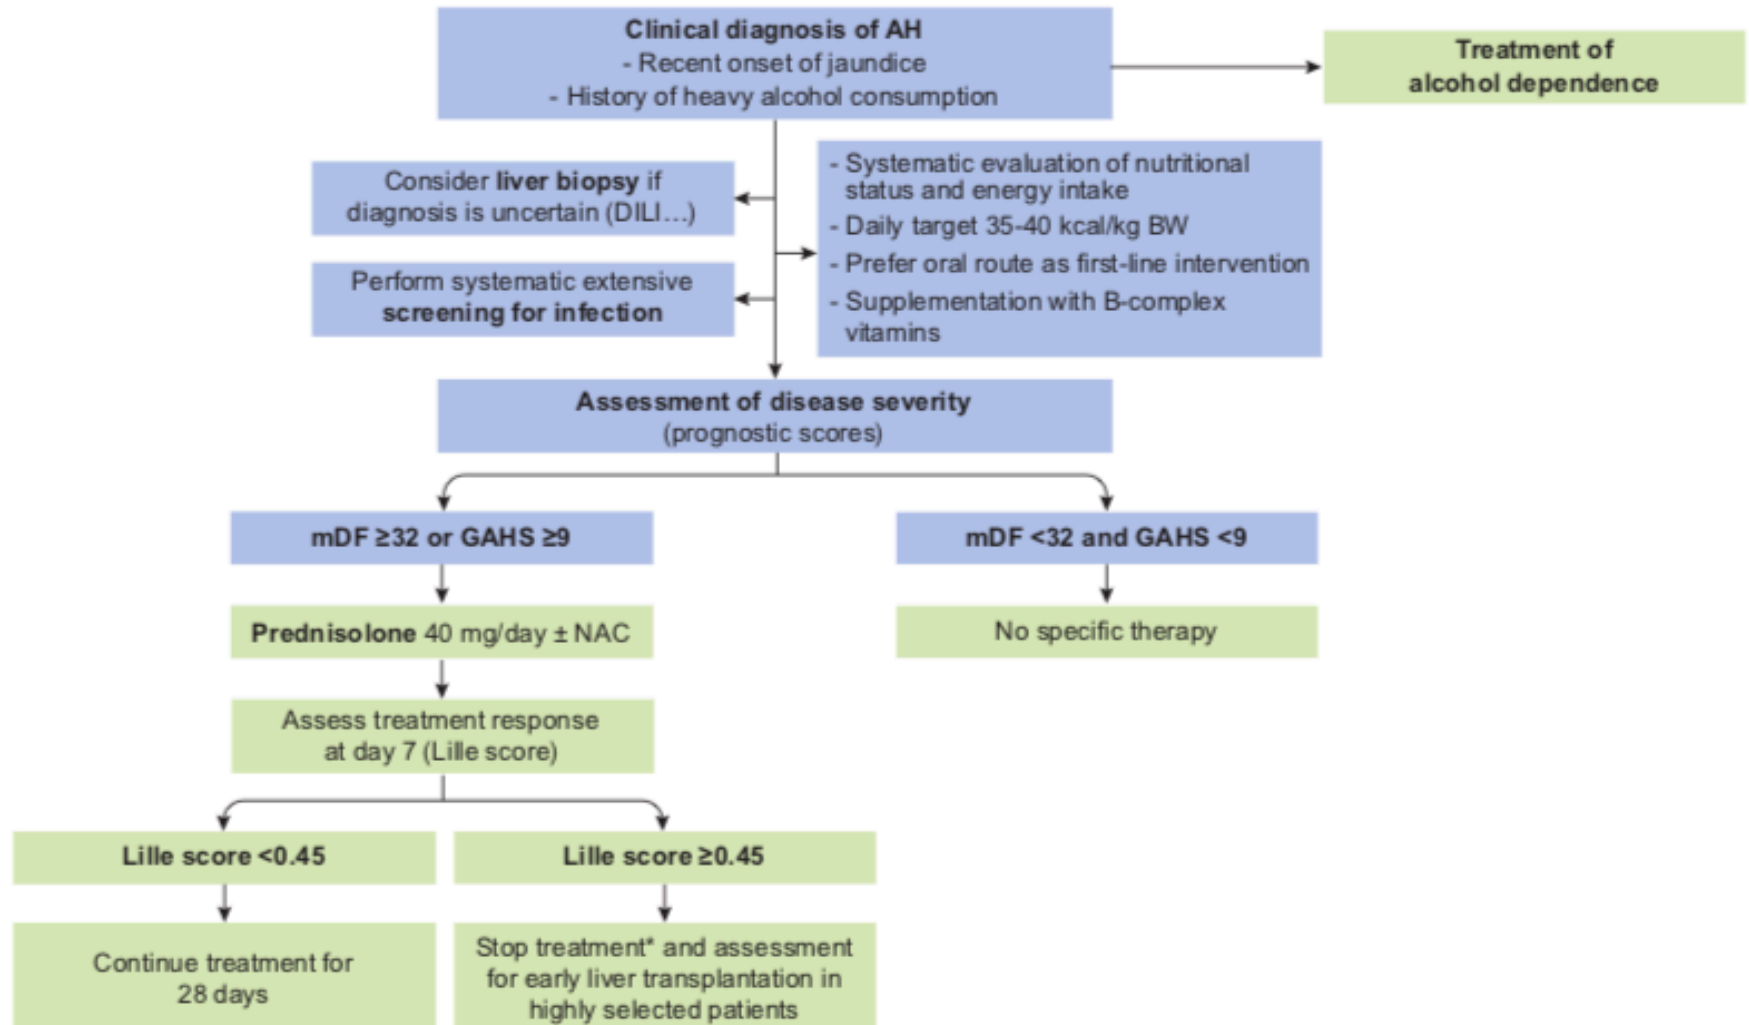 Clinical diagnosis of AH
- Recent onset of jaundice
- History of heavy alcohol consumption
Treatment of
alcohol dependence
Consider liver biopsy if
diagnosis is uncertain (DILI…)
Perform systematic extensive
screening for infection
- Systematic evaluation of nutritional
status and energy intake
- Daily target 35-40 kcal/kg BW
- Prefer oral route as first-line intervention
- Supplementation with B-complex
vitamins
Assessment of disease severity
(prognostic scores)
mDF ≥32 or GAHS ≥9
mDF <32 and GAHS <9
Prednisolone 40 mg/day ± NAC
No specific therapy
Assess treatment response
at day 7 (Lille score)
Lille score <0.45
Lille score ≥0.45
Continue treatment for
28 days
Stop treatment* and assessment
for early liver transplantation in
highly selected patients